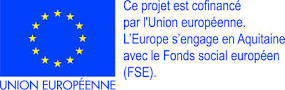 Ce projet est cofinancé
par l'Union européenne.
L'Europe s'engage en Aquitaine
avec le Fonds social européen
(FSE).
UNION EUROPÉENNE